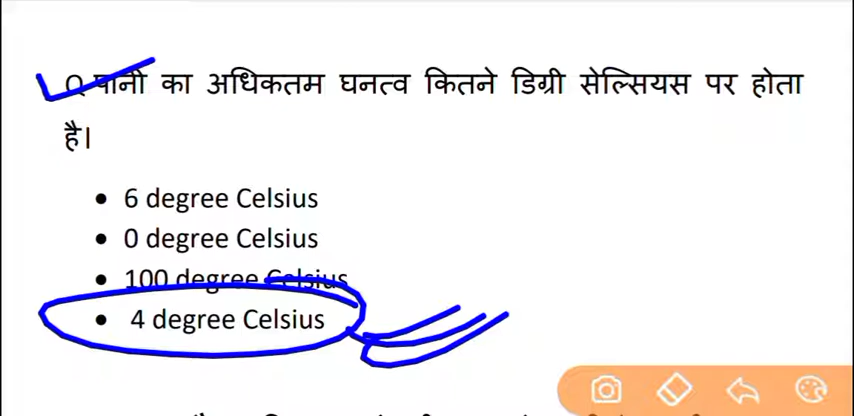 Q पानी का अधिकतम घनत्व कितने डिग्री सेल्सियस पर होता
है।
• 6 degree Celsius
• 0 degree Celsius
• 100 degree Celsius
• 4 degree Celsius